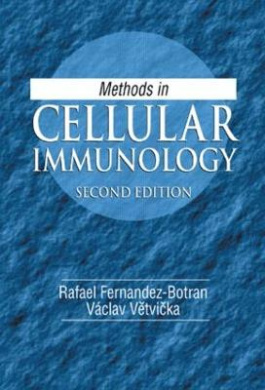 Methods in
CELLULAR
IMMUNOLOGY
SECOND EDITION
Rafael Fernandez-Botran
Václav Větvička